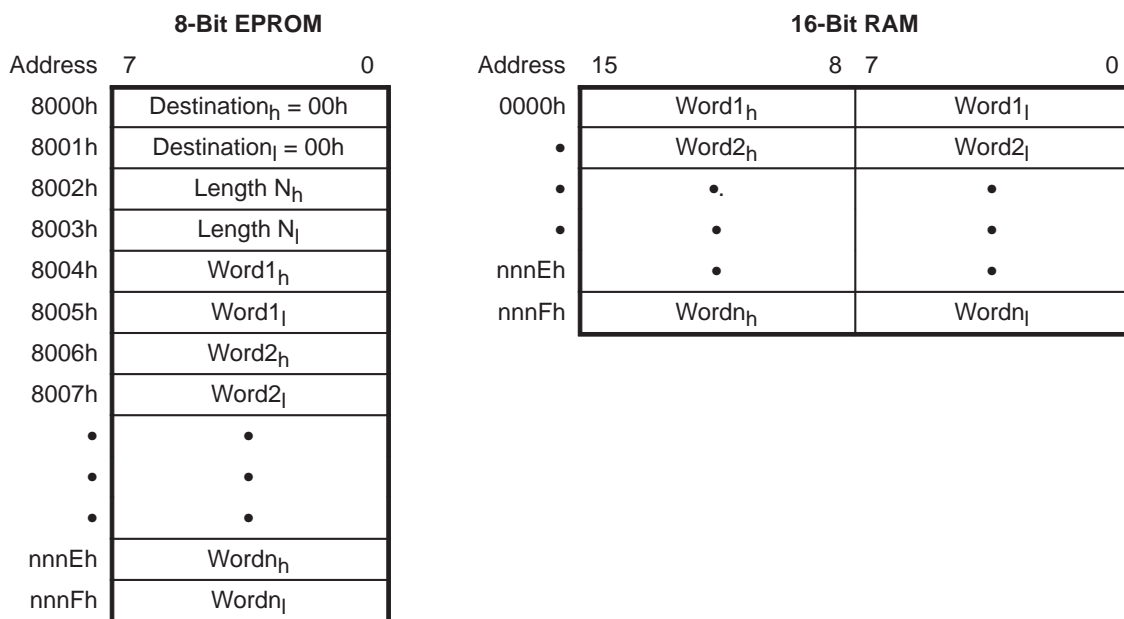 8-Bit EPROM
Address 7 0
8000h Destinationh = 00h
8001h Destinationl = 00h
8002h Length Nh
8003h Length Nl
8004h Word1h
8005h Word1l
8006h Word2h
8007h Word2l
• •
• •
• •
nnnEh Wordnh
nnnFh Wordnl
16-Bit RAM
Address 15 8 7 0
0000h Word1h Word1l
• Word2h Word2l
• •. •
• • •
nnnEh • •
nnnFh Wordnh Wordnl